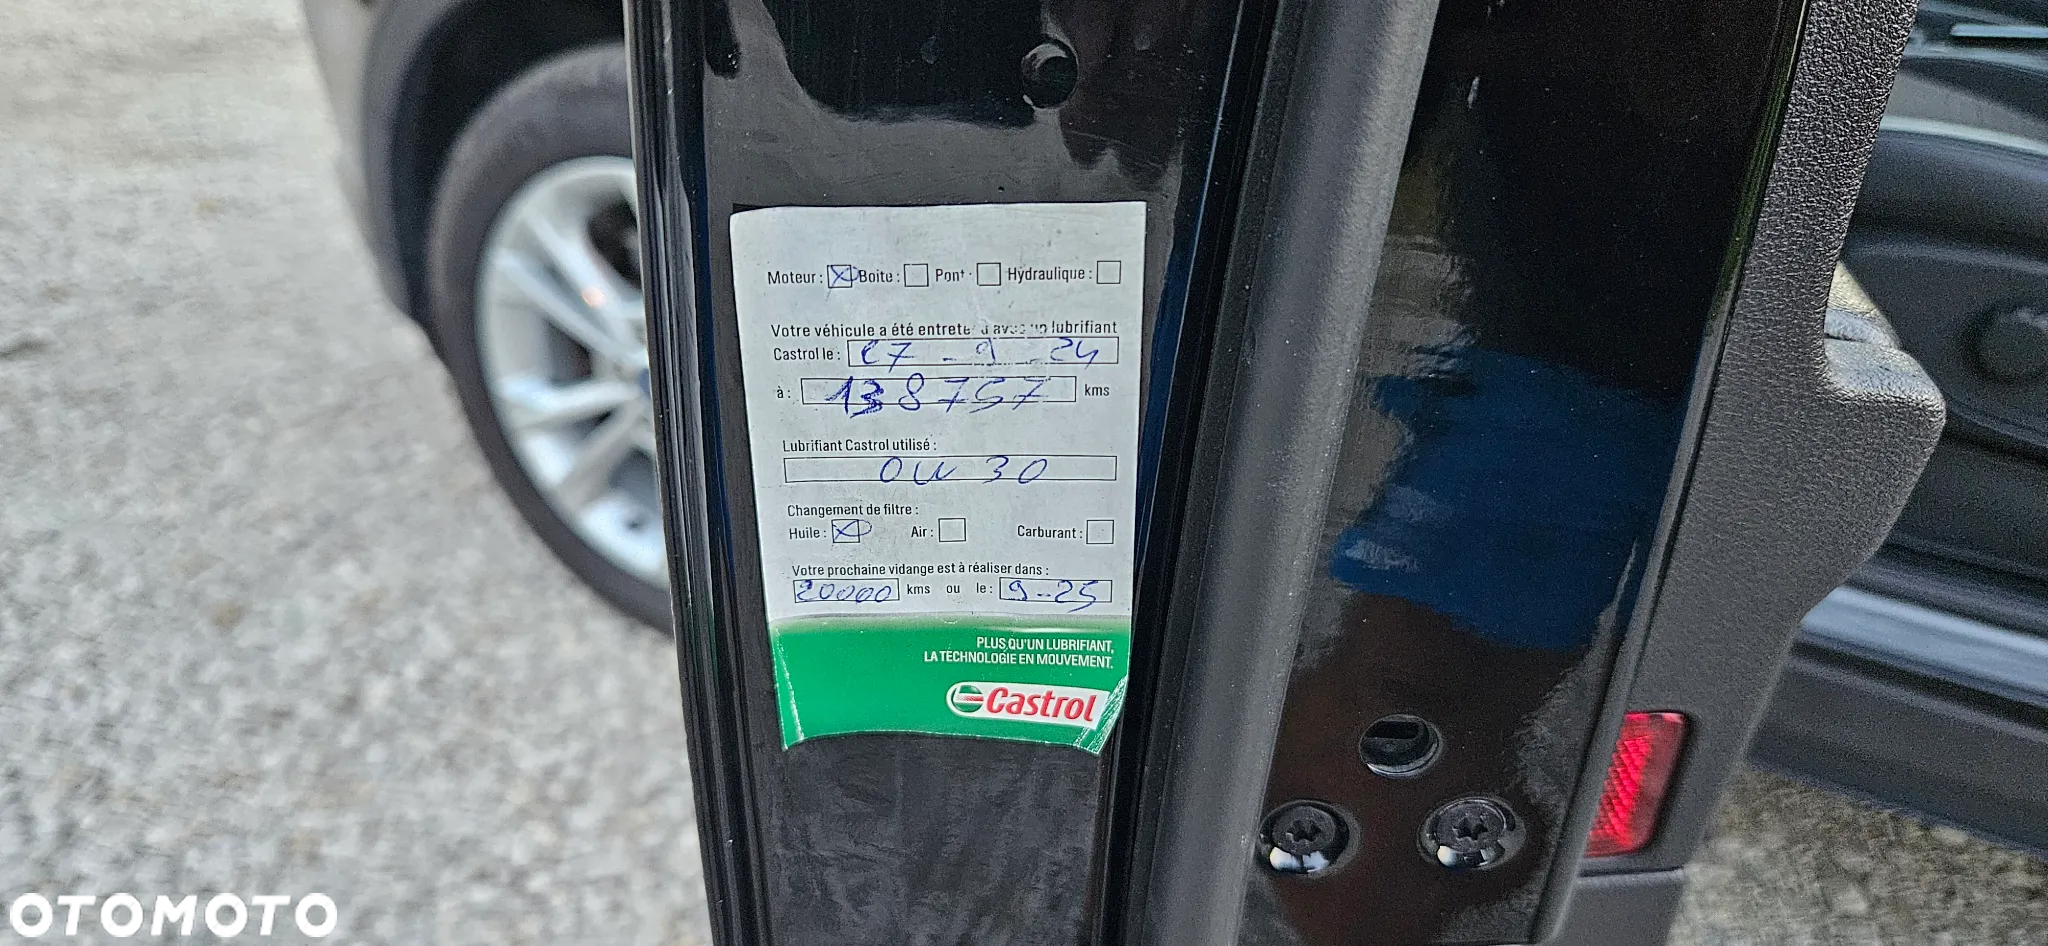 Moteur : Boite : Pont : Hydraulique :
Votre véhicule a été entretenu avec un lubrifiant
Castrol le : 27 - 9 - 24
à : 138757 kms
Lubrifiant Castrol utilisé :
0W 30
Changement de filtre :
Huile : Air : Carburant :
Votre prochaine vidange est à réaliser dans :
20000 kms ou le : 9-25
PLUS QU'UN LUBRIFIANT,
LA TECHNOLOGIE EN MOUVEMENT.
Castrol
OTOMOTO